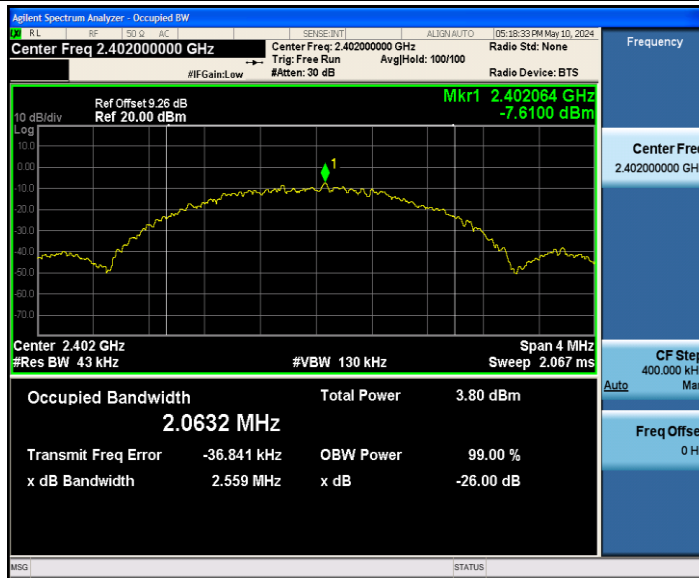 Agilent Spectrum Analyzer - Occupied BW
RL RF 50 Ω AC SENSE:INT ALIGN AUTO 05:18:33 PM May 10, 2024
Center Freq 2.402000000 GHz Center Freq: 2.402000000 GHz Radio Std: None
Trig: Free Run Avg|Hold: 100/100
#IFGain:Low #Atten: 30 dB Radio Device: BTS
Frequency
Ref Offset 9.26 dB Mkr1 2.402064 GHz
10 dB/div Ref 20.00 dBm -7.6100 dBm
Log
10.0
0.00
-10.0
-20.0
-30.0
-40.0
-50.0
-60.0
-70.0
1
Center 2.402 GHz Span 4 MHz
#Res BW 43 kHz #VBW 130 kHz Sweep 2.067 ms
Occupied Bandwidth Total Power 3.80 dBm
2.0632 MHz
Transmit Freq Error -36.841 kHz OBW Power 99.00 %
x dB Bandwidth 2.559 MHz x dB -26.00 dB
Center Fre
2.402000000 GH
CF Step
400.000 kH
Auto Ma
Freq Offse
0 H
MSG STATUS